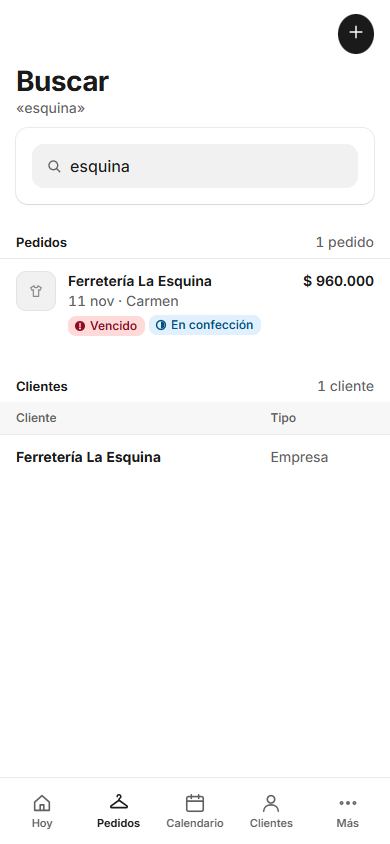 Buscar
«esquina»
esquina
Pedidos 1 pedido
Ferretería La Esquina $ 960.000
11 nov · Carmen
Vencido En confección
Clientes 1 cliente
Cliente Tipo
Ferretería La Esquina Empresa
Hoy Pedidos Calendario Clientes Más